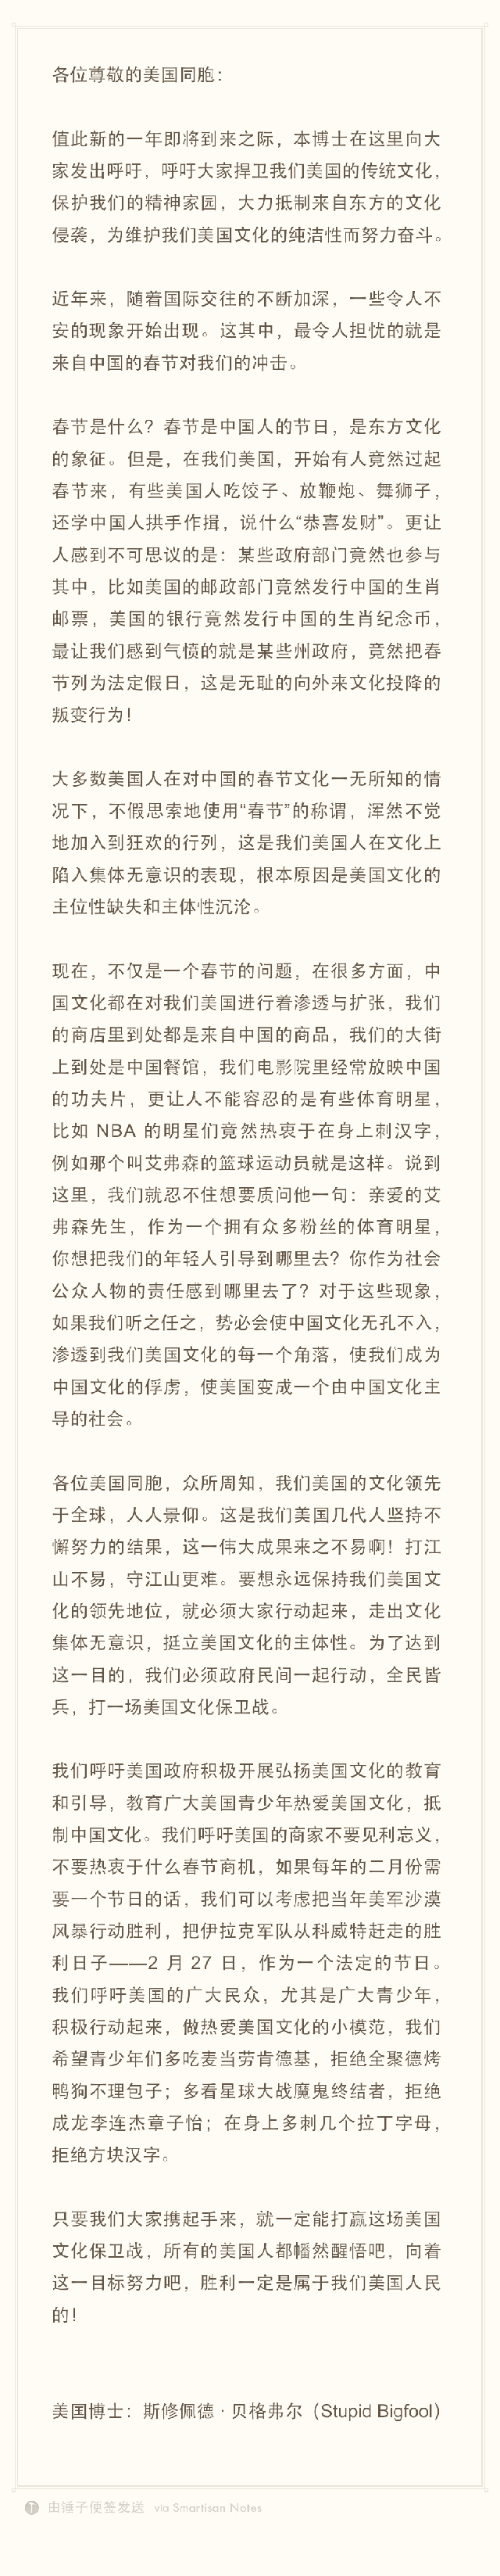 各位尊敬的美国同胞：
值此新的一年即将到来之际，本博士在这里向大
家发出呼吁，呼吁大家捍卫我们美国的传统文化，
保护我们的精神家园，大力抵制来自东方的文化
侵袭，为维护我们美国文化的纯洁性而努力奋斗。
近年来，随着国际交往的不断加深，一些令人不
安的现象开始出现。这其中，最令人担忧的就是
来自中国的春节对我们的冲击。
春节是什么？春节是中国人的节日，是东方文化
的象征。但是，在我们美国，开始有人竟然过起
春节来，有些美国人吃饺子、放鞭炮、舞狮子，
还学中国人拱手作揖，说什么“恭喜发财”。更让
人感到不可思议的是：某些政府部门竟然也参与
其中，比如美国的邮政部门竟然发行中国的生肖
邮票，美国的银行竟然发行中国的生肖纪念币，
最让我们感到气愤的就是某些州政府，竟然把春
节列为法定假日，这是无耻的向外来文化投降的
叛变行为！
大多数美国人在对中国的春节文化一无所知的情
况下，不假思索地使用“春节”的称谓，浑然不觉
地加入到狂欢的行列，这是我们美国人在文化上
陷入集体无意识的表现，根本原因是美国文化的
主位性缺失和主体性沉沦。
现在，不仅是一个春节的问题，在很多方面，中
国文化都在对我们美国进行着渗透与扩张，我们
的商店里到处都是来自中国的商品，我们的大街
上到处是中国餐馆，我们电影院里经常放映中国
的功夫片，更让人不能容忍的是有些体育明星，
比如 NBA 的明星们竟然热衷于在身上刺汉字，
例如那个叫艾弗森的篮球运动员就是这样。说到
这里，我们就忍不住想要质问他一句：亲爱的艾
弗森先生，作为一个拥有众多粉丝的体育明星，
你想把我们的年轻人引导到哪里去？你作为社会
公众人物的责任感到哪里去了？对于这些现象，
如果我们听之任之，势必会使中国文化无孔不入，
渗透到我们美国文化的每一个角落，使我们成为
中国文化的俘虏，使美国变成一个由中国文化主
导的社会。
各位美国同胞，众所周知，我们美国的文化领先
于全球，人人景仰。这是我们美国几代人坚持不
懈努力的结果，这一伟大成果来之不易啊！打江
山不易，守江山更难。要想永远保持我们美国文
化的领先地位，就必须大家行动起来，走出文化
集体无意识，挺立美国文化的主体性。为了达到
这一目的，我们必须政府民间一起行动，全民皆
兵，打一场美国文化保卫战。
我们呼吁美国政府积极开展弘扬美国文化的教育
和引导，教育广大美国青少年热爱美国文化，抵
制中国文化。我们呼吁美国的商家不要见利忘义，
不要热衷于什么春节商机，如果每年的二月份需
要一个节日的话，我们可以考虑把当年美军沙漠
风暴行动胜利，把伊拉克军队从科威特赶走的胜
利日子——2 月 27 日，作为一个法定的节日。
我们呼吁美国的广大民众，尤其是广大青少年，
积极行动起来，做热爱美国文化的小模范，我们
希望青少年们多吃麦当劳肯德基，拒绝全聚德烤
鸭狗不理包子；多看星球大战魔鬼终结者，拒绝
成龙李连杰章子怡；在身上多刺几个拉丁字母，
拒绝方块汉字。
只要我们大家携起手来，就一定能打赢这场美国
文化保卫战，所有的美国人都幡然醒悟吧，向着
这一目标努力吧，胜利一定是属于我们美国人民
的！
美国博士：斯修佩德 · 贝格弗尔（Stupid Bigfool）
由锤子便签发送 via Smartisan Notes